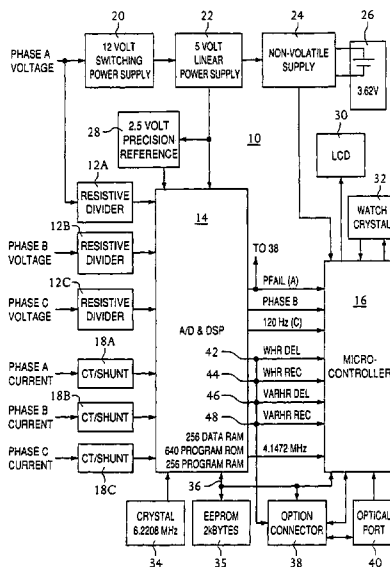 20
22
24
26
PHASE A
VOLTAGE
12 VOLT
SWITCHING
POWER SUPPLY
5 VOLT
LINEAR
POWER SUPPLY
NON-VOLATILE
SUPPLY
3.62V
28
2.5 VOLT
PRECISION
REFERENCE
10
30
LCD
32
WATCH
CRYSTAL
12A
RESISTIVE
DIVIDER
14
12B
PHASE B
VOLTAGE
RESISTIVE
DIVIDER
TO 38
PFAIL (A)
16
12C
PHASE C
VOLTAGE
RESISTIVE
DIVIDER
PHASE B
120 Hz (C)
A/D & DSP
MICRO-
CONTROLLER
18A
PHASE A
CURRENT
CT/SHUNT
42
WHR DEL
44
WHR REC
18B
PHASE B
CURRENT
CT/SHUNT
46
VARHR DEL
48
VARHR REC
PHASE C
CURRENT
CT/SHUNT
18C
256 DATA RAM
640 PROGRAM ROM
256 PROGRAM RAM
4.1472 MHz
36
CRYSTAL
6.2208 MHz
34
EEPROM
2kBYTES
35
OPTION
CONNECTOR
38
OPTICAL
PORT
40